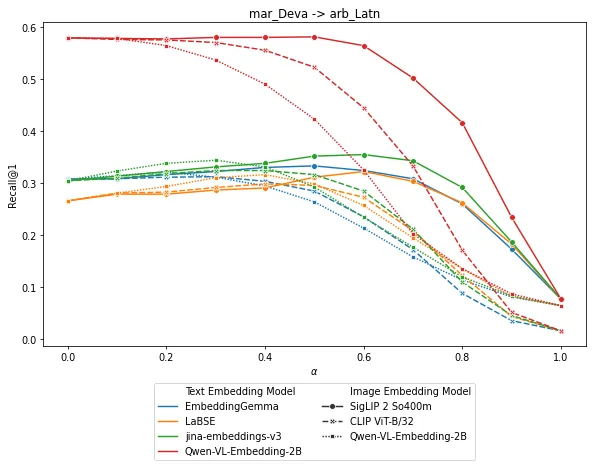 mar_Deva -> arb_Latn
Recall@1
0.6
0.5
0.4
0.3
0.2
0.1
0.0
0.0 0.2 0.4 0.6 0.8 1.0
α
Text Embedding Model
EmbeddingGemma
LaBSE
jina-embeddings-v3
Qwen-VL-Embedding-2B
Image Embedding Model
SigLIP 2 So400m
CLIP ViT-B/32
Qwen-VL-Embedding-2B